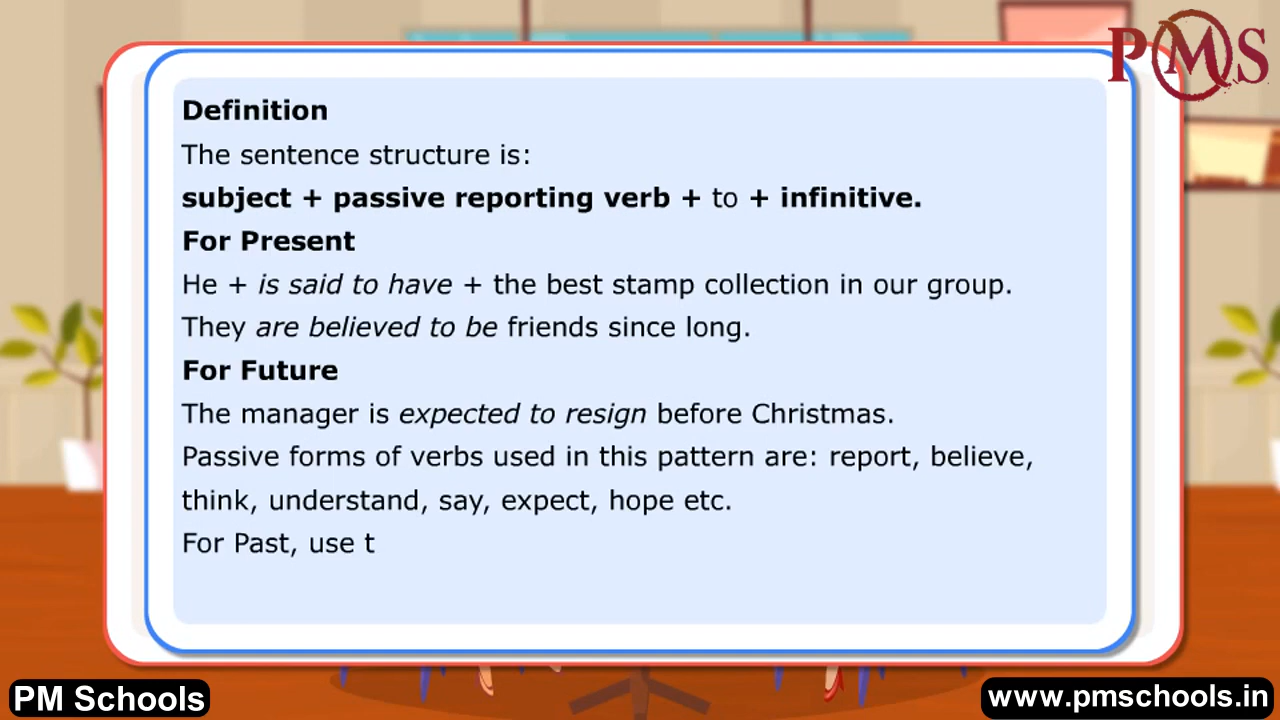 PMS
Definition
The sentence structure is:
subject + passive reporting verb + to + infinitive.
For Present
He + is said to have + the best stamp collection in our group.
They are believed to be friends since long.
For Future
The manager is expected to resign before Christmas.
Passive forms of verbs used in this pattern are: report, believe,
think, understand, say, expect, hope etc.
For Past, use t
PM Schools
www.pmschools.in